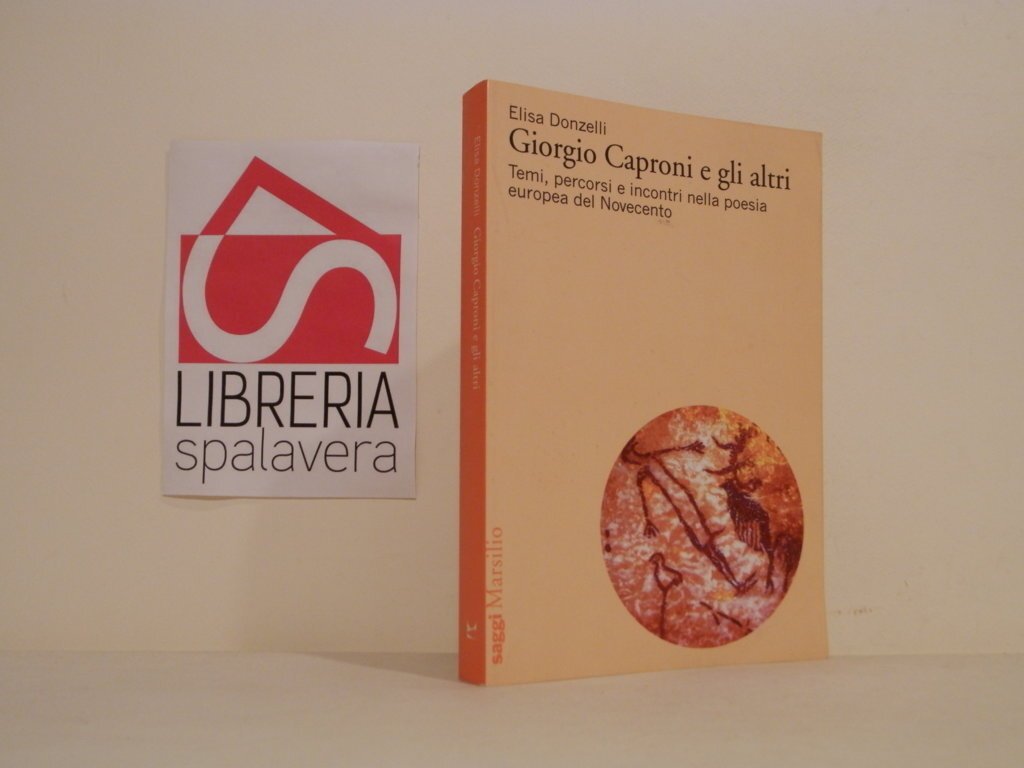 LIBRERIA
spalavera
Elisa Donzelli Giorgio Caproni e gli altri
Elisa Donzelli
Giorgio Caproni e gli altri
Temi, percorsi e incontri nella poesia
europea del Novecento
saggi Marsilio